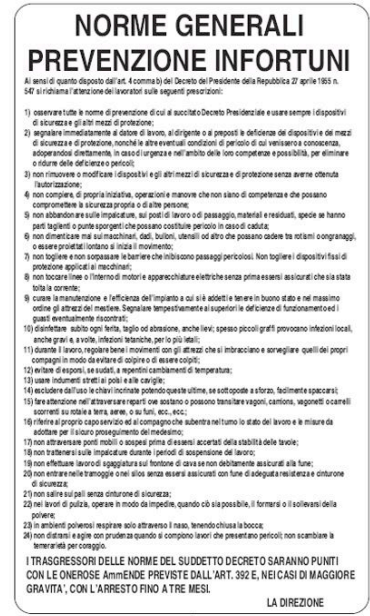 NORME GENERALI
PREVENZIONE INFORTUNI
Ai sensi di quanto disposto dall'art. 4 comma b) del Decreto del Presidente della Repubblica 27 aprile 1955 n.
547 si richiama l'attenzione dei lavoratori sulle seguenti prescrizioni:
1) osservare tutte le norme di prevenzione di cui al succitato Decreto Presidenziale e usare sempre i dispositivi
di sicurezza e gli altri mezzi di protezione;
2) segnalare immediatamente al datore di lavoro, al dirigente o ai preposti le deficienze dei dispositivi e dei mezzi
di sicurezza e di protezione, nonché le altre eventuali condizioni di pericolo di cui venissero a conoscenza,
adoperandosi direttamente, in caso di urgenza e nell'ambito delle loro competenze e possibilità, per eliminare
o ridurre delle deficienze o pericoli;
3) non rimuovere o modificare i dispositivi e gli altri mezzi di sicurezza e di protezione senza averne ottenuta
l'autorizzazione;
4) non compiere, di propria iniziativa, operazioni e manovre che non siano di competenza e che possano
compromettere la sicurezza propria o di altre persone;
5) non abbandonare sulle impalcature, sui posti di lavoro o di passaggio, materiali e residuati, specie se hanno
parti taglienti o punte sporgenti che possano costituire pericolo in caso di caduta;
6) non dimenticare mai sui macchinari, dadi, bulloni, utensili od altro che possano cadere tra rotismi o ongranaggi,
o essere proiettati lontano si inizia il movimento;
7) non togliere e non sorpassare le barriere che inibiscono passaggi pericolosi. Non togliere i dispositivi fissi di
protezione applicati ai macchinari;
8) non toccare linee o l'interno di motori e apparecchiature elettriche senza prima essersi assicurati che sia stata
tolta la corrente;
9) curare la manutenzione e l'efficienza dell'impianto a cui si è addetti e tenere in buono stato e nel massimo
ordine gli attrezzi del mestiere. Segnalare tempestivamente ai superiori le deficienze di funzionamento ed i
guasti eventualmente riscontrati;
10) disinfettare subito ogni ferita, taglio od abrasione, anche lievi; spesso piccoli graffi provocano infezioni locali,
anche gravi e, a volte, infezioni tetaniche, per lo più letali;
11) durante il lavoro, regolare bene i movimenti con gli attrezzi che si imbracciano e sorvegliare quelli dei propri
compagni in modo da evitare di colpire o di essere colpiti;
12) evitare di esporsi, se sudati, a repentini cambiamenti di temperatura;
13) usare indumenti stretti ai polsi e alle caviglie;
14) escludere dall'uso le chiavi incrinate potendo queste ultime, se sottoposte a sforzo, facilmente spaccarsi;
15) fare attenzione nell'attraversare reparti ove sostano o possono transitare vagoni, camion, vagonetti o carrelli
scorrenti su rotaie a terra, aeree, o su funi, ecc., ecc.;
16) riferire al proprio capo servizio ed al compagno che subentra nel turno lo stato del lavoro e le misure da
adottare per il sicuro proseguimento del medesimo;
17) non attraversare ponti mobili o sospesi prima di essersi accertati della stabilità delle tavole;
18) non trattenersi sulle impalcature durante i periodi di sospensione del lavoro;
19) non effettuare lavoro di sgaggiatura sul frontone di cava se non debitamente assicurati alla fune;
20) non entrare nelle tramoggie o nei silos senza essersi assicurati con fune di adeguata resistenza e cinturone
di sicurezza;
21) non salire sui pali senza cinturone di sicurezza;
22) nei lavori di pulizia, operare in modo da impedire, quando ciò sia possibile, il formarsi o il sollevarsi della
polvere;
23) in ambienti polverosi respirare solo attraverso il naso, tenendo chiusa la bocca;
24) non distrarsi e agire con prudenza quando si compiono lavori che presentano pericoli; non scambiare la
temerarietà per coraggio.
I TRASGRESSORI DELLE NORME DEL SUDDETTO DECRETO SARANNO PUNITI
CON LE ONEROSE AmmENDE PREVISTE DALL'ART. 392 E, NEI CASI DI MAGGIORE
GRAVITA', CON L'ARRESTO FINO A TRE MESI.
LA DIREZIONE